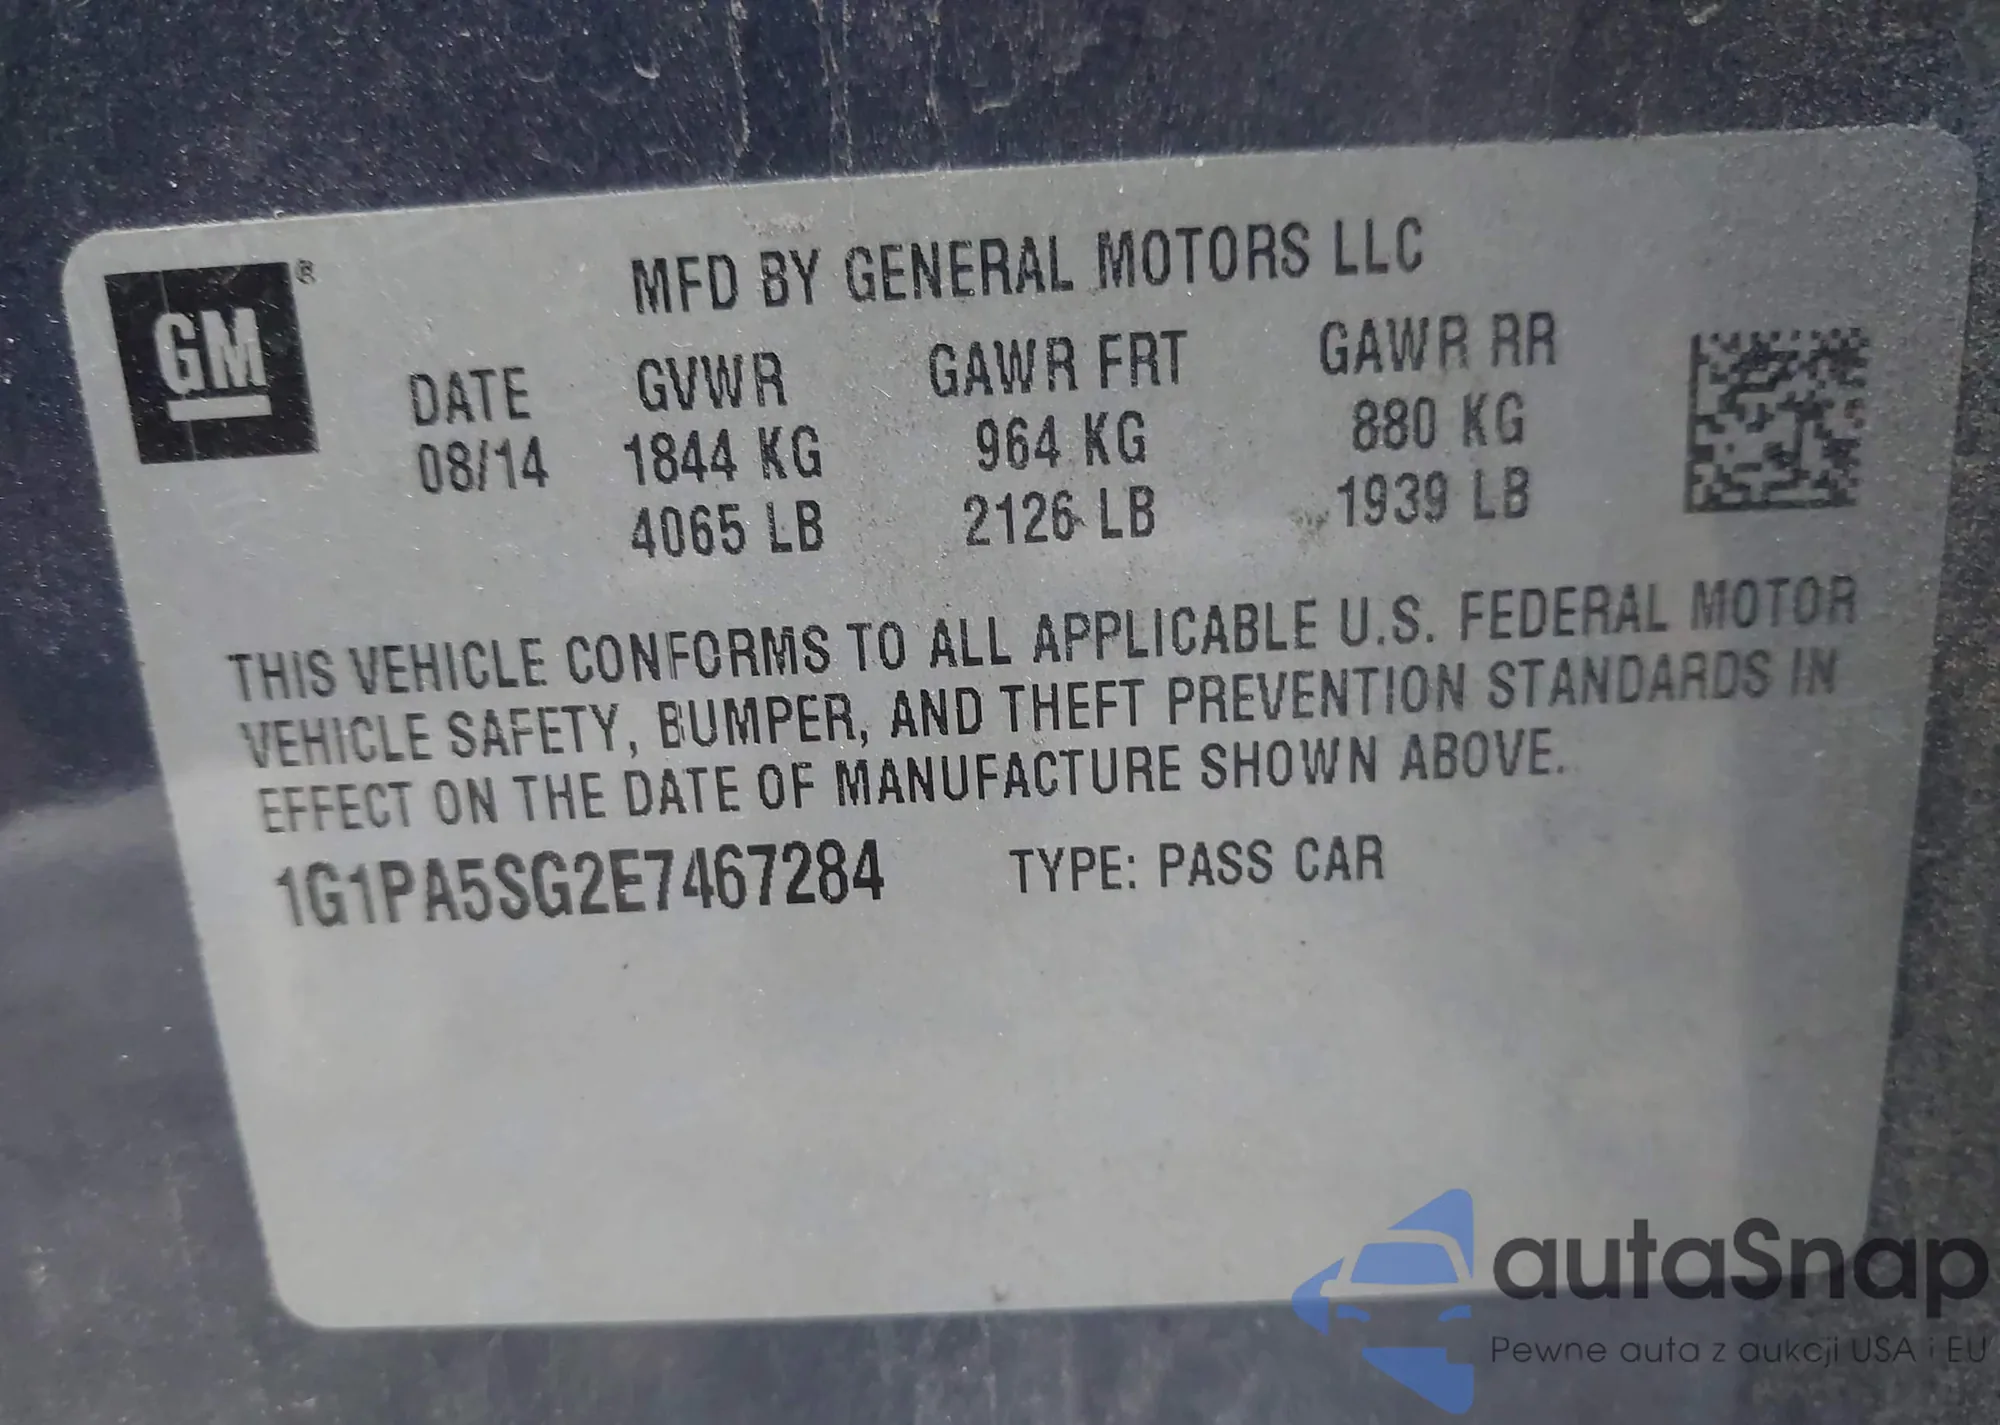 GM ®
MFD BY GENERAL MOTORS LLC
DATE GVWR GAWR FRT GAWR RR
08/14 1844 KG 964 KG 880 KG
4065 LB 2126 LB 1939 LB
THIS VEHICLE CONFORMS TO ALL APPLICABLE U.S. FEDERAL MOTOR
VEHICLE SAFETY, BUMPER, AND THEFT PREVENTION STANDARDS IN
EFFECT ON THE DATE OF MANUFACTURE SHOWN ABOVE.
1G1PA5SG2E7467284 TYPE: PASS CAR
autaSnap
Pewne auta z aukcji USA i EU